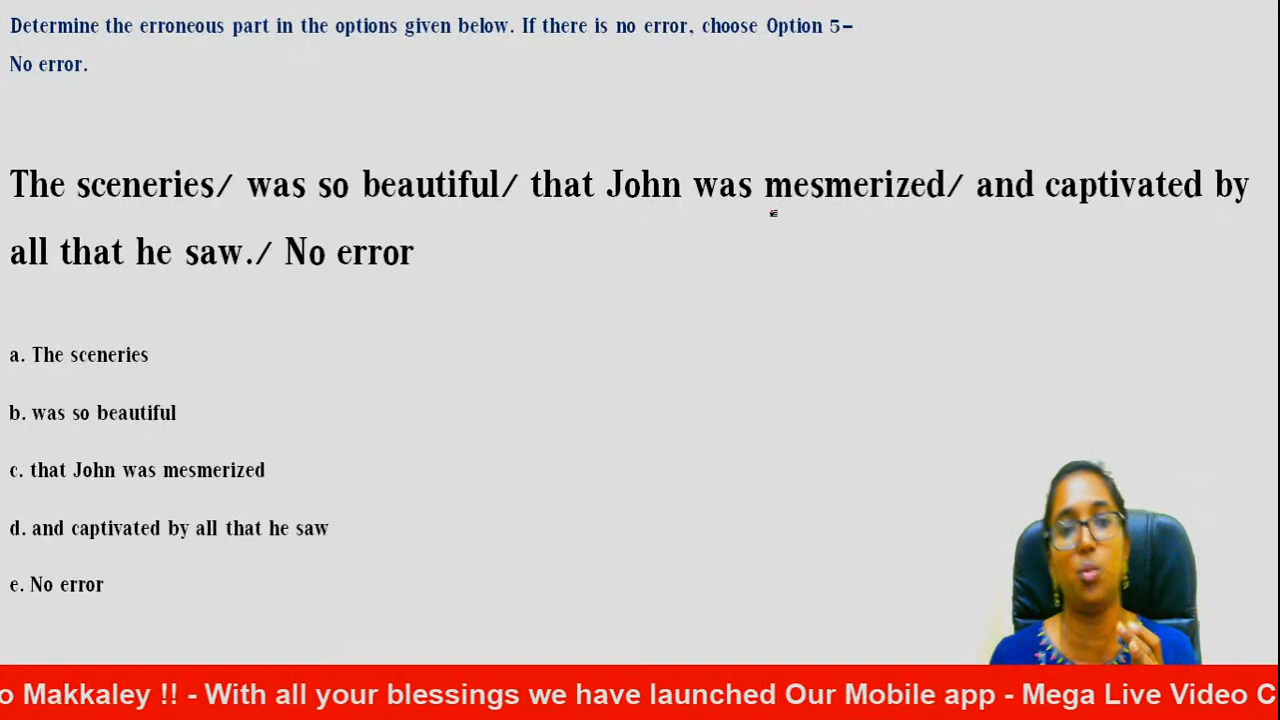 Determine the erroneous part in the options given below. If there is no error, choose Option 5–
No error.
The sceneries/ was so beautiful/ that John was mesmerized/ and captivated by
all that he saw./ No error
a. The sceneries
b. was so beautiful
c. that John was mesmerized
d. and captivated by all that he saw
e. No error
o Makkaley !! - With all your blessings we have launched Our Mobile app - Mega Live Video C